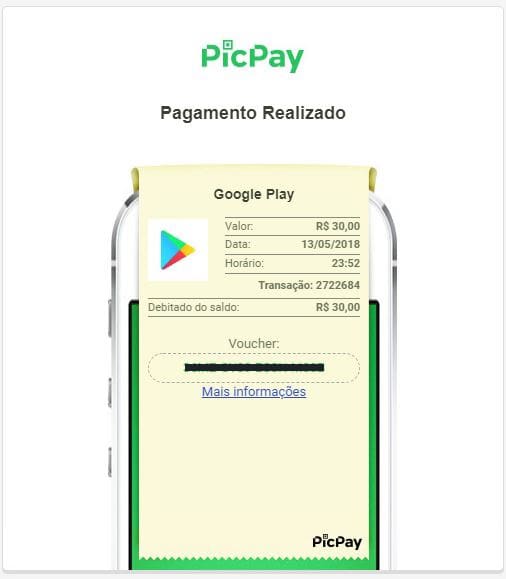 PicPay
Pagamento Realizado
Google Play
Valor: R$ 30,00
Data: 13/05/2018
Horário: 23:52
Transação: 2722684
Debitado do saldo: R$ 30,00
Voucher:
Mais informações
PicPay